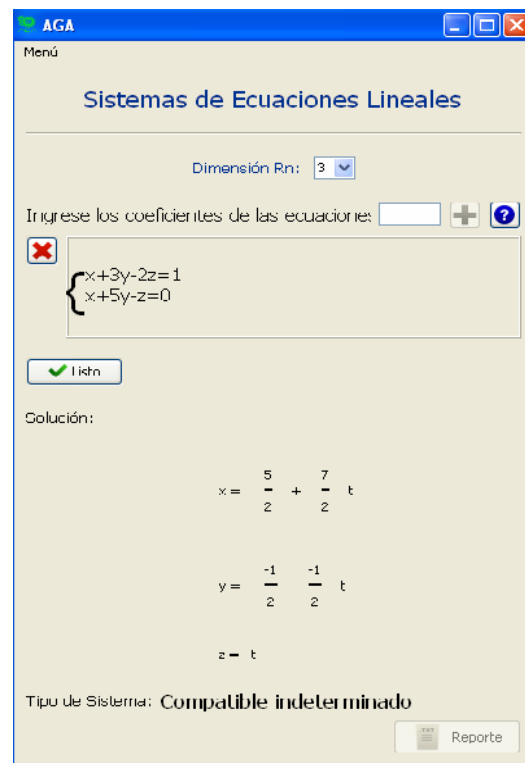 AGA
Menú
Sistemas de Ecuaciones Lineales
Dimensión Rn: 3
Ingrese los coeficientes de las ecuaciones
x+3y-2z=1
x+5y-z=0
Listo
Solución:
x = 5/2 + 7/2 t
y = -1/2 -1/2 t
z = t
Tipo de Sistema: Compatible indeterminado
Reporte